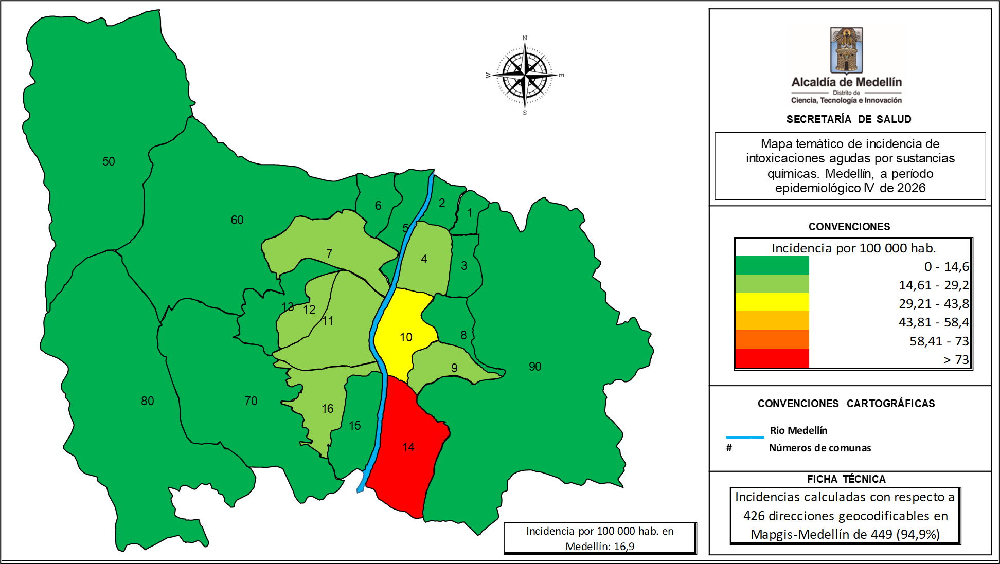 N
W
E
S
50
60
6
2
1
5
7
4
3
13
12
11
10
8
9
90
80
70
16
15
14
Incidencia por 100 000 hab. en
Medellín: 16,9
Alcaldía de Medellín
Distrito de
Ciencia, Tecnología e Innovación
SECRETARÍA DE SALUD
Mapa temático de incidencia de
intoxicaciones agudas por sustancias
químicas. Medellín, a período
epidemiológico IV de 2026
CONVENCIONES
Incidencia por 100 000 hab.
0 - 14,6
14,61 - 29,2
29,21 - 43,8
43,81 - 58,4
58,41 - 73
> 73
CONVENCIONES CARTOGRÁFICAS
Rio Medellín
# Números de comunas
FICHA TÉCNICA
Incidencias calculadas con respecto a
426 direcciones geocodificables en
Mapgis-Medellín de 449 (94,9%)